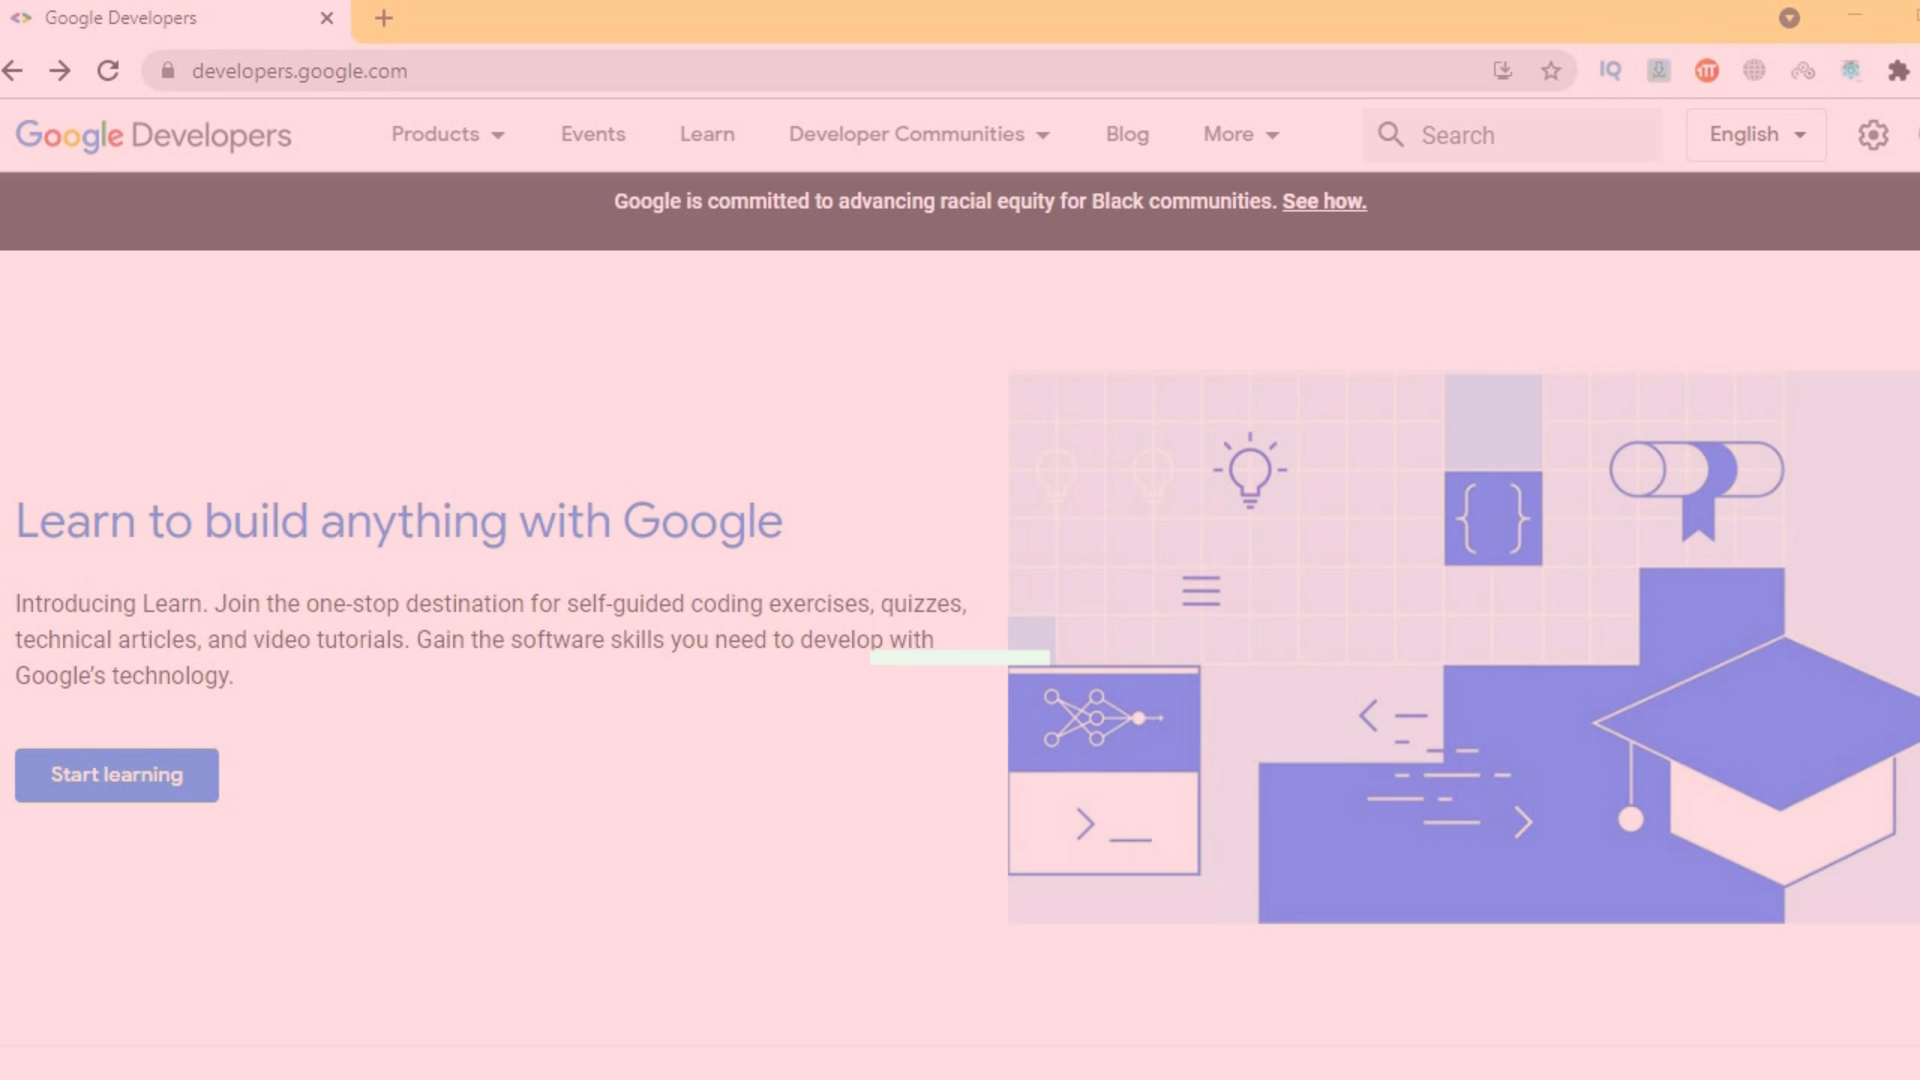 Google Developers
developers.google.com
IQ
Google Developers
Products
Events
Learn
Developer Communities
Blog
More
Search
English
Google is committed to advancing racial equity for Black communities. See how.
Learn to build anything with Google
Introducing Learn. Join the one-stop destination for self-guided coding exercises, quizzes,
technical articles, and video tutorials. Gain the software skills you need to develop with
Google’s technology.
Start learning